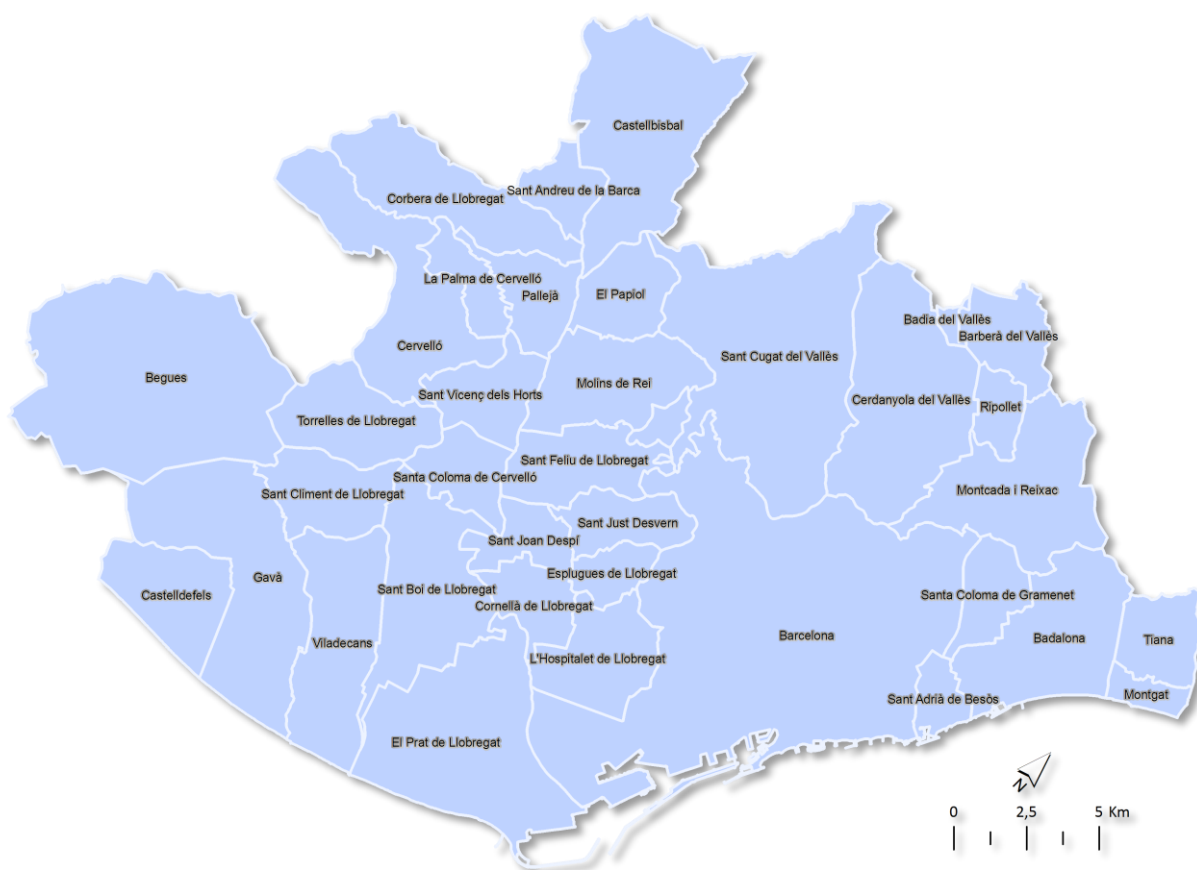 Castellbisbal
Corbera de Llobregat
Sant Andreu de la Barca
La Palma de Cervelló
Pallejà
El Papiol
Badia del Vallès
Barberà del Vallès
Cervelló
Sant Cugat del Vallès
Begues
Molins de Rei
Sant Vicenç dels Horts
Cerdanyola del Vallès
Ripollet
Torrelles de Llobregat
Sant Feliu de Llobregat
Santa Coloma de Cervelló
Sant Climent de Llobregat
Montcada i Reixac
Sant Just Desvern
Sant Joan Despí
Esplugues de Llobregat
Gavà
Sant Boi de Llobregat
Castelldefels
Santa Coloma de Gramenet
Cornellà de Llobregat
Barcelona
Badalona
Tiana
Viladecans
L'Hospitalet de Llobregat
Montgat
Sant Adrià de Besòs
El Prat de Llobregat
N
0 2,5 5 Km